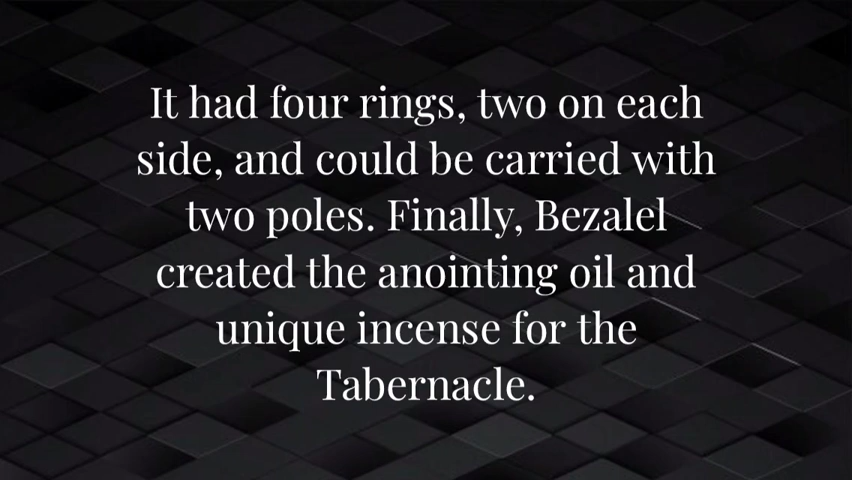 It had four rings, two on each
side, and could be carried with
two poles. Finally, Bezalel
created the anointing oil and
unique incense for the
Tabernacle.